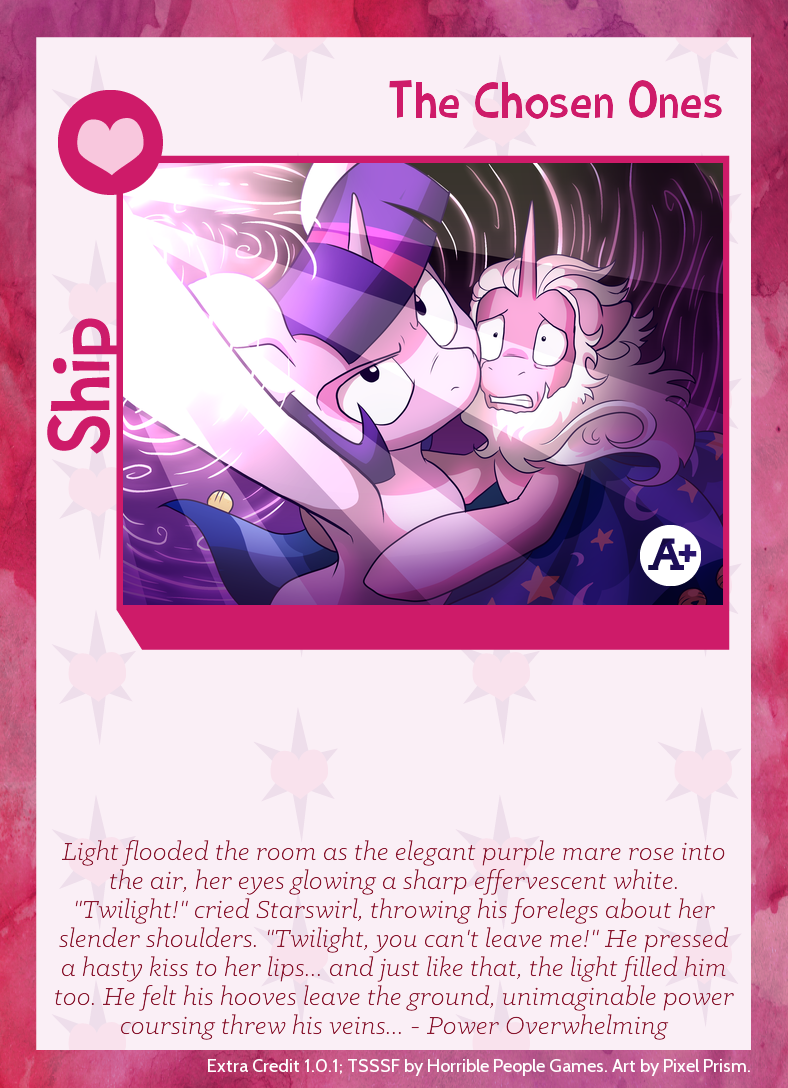 The Chosen Ones
Ship
A+
Light flooded the room as the elegant purple mare rose into
the air, her eyes glowing a sharp effervescent white.
"Twilight!" cried Starswirl, throwing his forelegs about her
slender shoulders. "Twilight, you can't leave me!" He pressed
a hasty kiss to her lips... and just like that, the light filled him
too. He felt his hooves leave the ground, unimaginable power
coursing threw his veins... - Power Overwhelming
Extra Credit 1.0.1; TSSSF by Horrible People Games. Art by Pixel Prism.